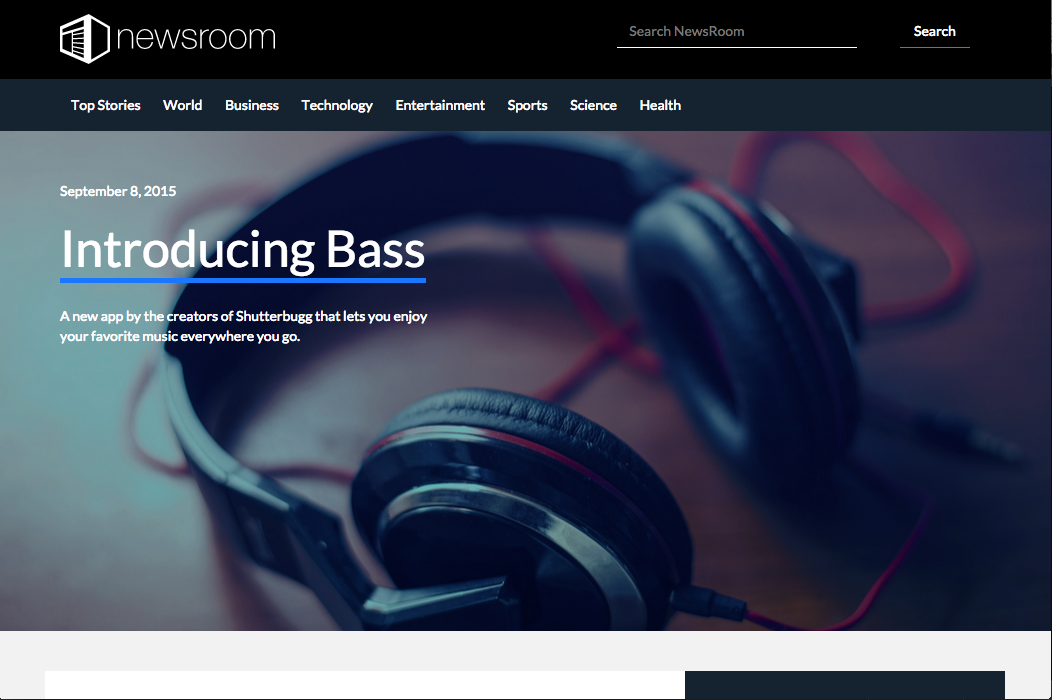 newsroom
Search NewsRoom
Search
Top Stories World Business Technology Entertainment Sports Science Health
September 8, 2015
Introducing Bass
A new app by the creators of Shutterbugg that lets you enjoy
your favorite music everywhere you go.